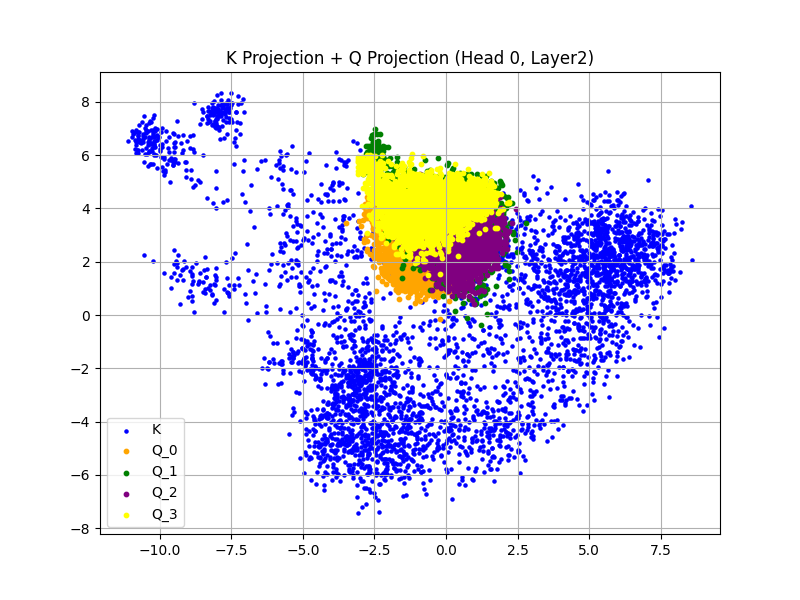 K Projection + Q Projection (Head 0, Layer2)
8
6
4
2
0
−2
−4
−6
−8
K
Q_0
Q_1
Q_2
Q_3
−10.0 −7.5 −5.0 −2.5 0.0 2.5 5.0 7.5